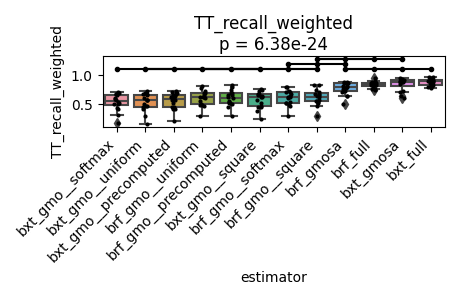 TT_recall_weighted
p = 6.38e-24
TT_recall_weighted
1.0
0.5
bxt_gmo__softmax
bxt_gmo__uniform
bxt_gmo__precomputed
brf_gmo__uniform
brf_gmo__precomputed
bxt_gmo__square
brf_gmo__softmax
brf_gmo__square
brf_gmosa
brf_full
bxt_gmosa
bxt_full
estimator